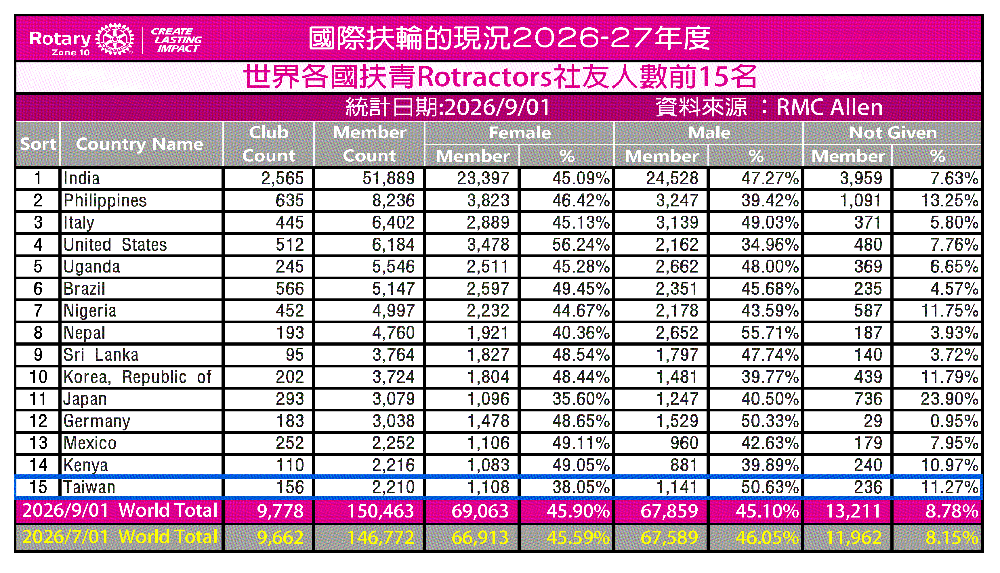 Rotary
Zone 10
CREATE
LASTING
IMPACT
國際扶輪的現況2026-27年度
世界各國扶青Rotractors社友人數前15名
統計日期:2026/9/01 資料來源 ：RMC Allen
Sort Country Name Club Count Member Count Female Male Not Given
Member % Member % Member %
1 India 2,565 51,889 23,397 45.09% 24,528 47.27% 3,959 7.63%
2 Philippines 635 8,236 3,823 46.42% 3,247 39.42% 1,091 13.25%
3 Italy 445 6,402 2,889 45.13% 3,139 49.03% 371 5.80%
4 United States 512 6,184 3,478 56.24% 2,162 34.96% 480 7.76%
5 Uganda 245 5,546 2,511 45.28% 2,662 48.00% 369 6.65%
6 Brazil 566 5,147 2,597 49.45% 2,351 45.68% 235 4.57%
7 Nigeria 452 4,997 2,232 44.67% 2,178 43.59% 587 11.75%
8 Nepal 193 4,760 1,921 40.36% 2,652 55.71% 187 3.93%
9 Sri Lanka 95 3,764 1,827 48.54% 1,797 47.74% 140 3.72%
10 Korea, Republic of 202 3,724 1,804 48.44% 1,481 39.77% 439 11.79%
11 Japan 293 3,079 1,096 35.60% 1,247 40.50% 736 23.90%
12 Germany 183 3,038 1,478 48.65% 1,529 50.33% 29 0.95%
13 Mexico 252 2,252 1,106 49.11% 960 42.63% 179 7.95%
14 Kenya 110 2,216 1,083 49.05% 881 39.89% 240 10.97%
15 Taiwan 156 2,210 1,108 38.05% 1,141 50.63% 236 11.27%
2026/9/01 World Total 9,778 150,463 69,063 45.90% 67,859 45.10% 13,211 8.78%
2026/7/01 World Total 9,662 146,772 66,913 45.59% 67,589 46.05% 11,962 8.15%